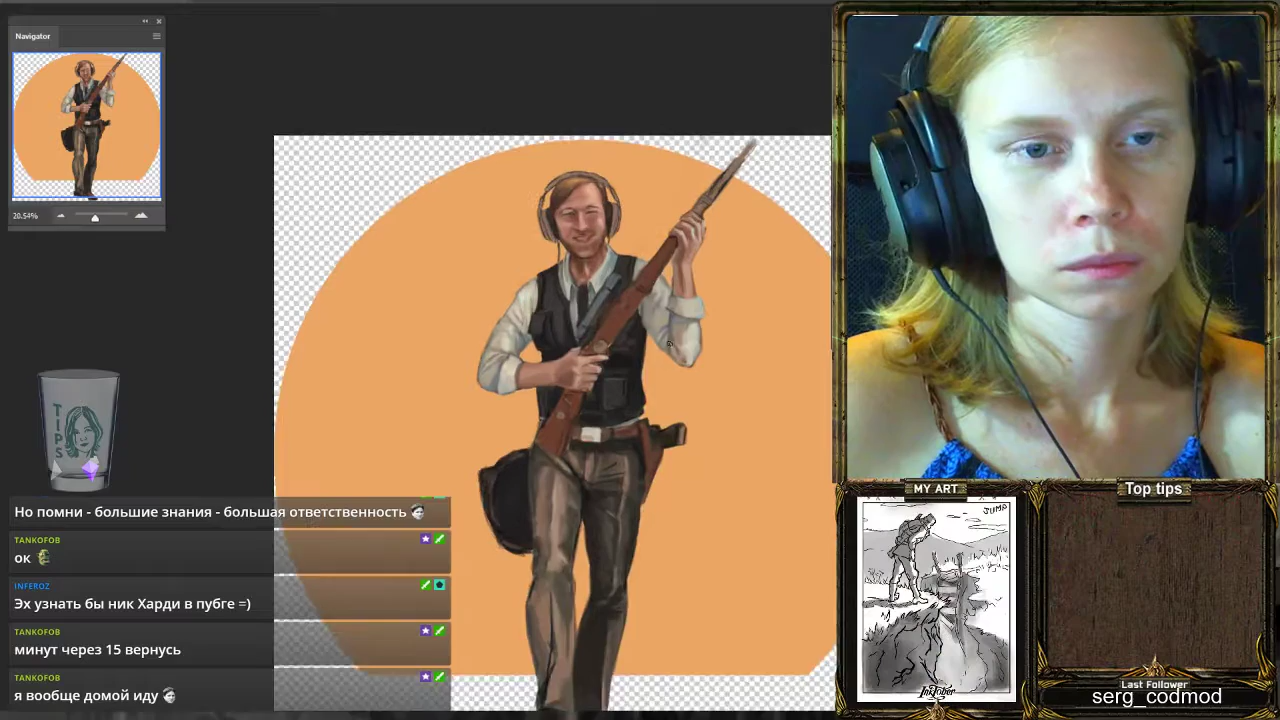 Navigator
20.54%
TIPS
Но помни - большие знания - большая ответственность
TANKOFOB
ок
INFEROZ
Эх узнать бы ник Харди в пубге =)
TANKOFOB
минут через 15 вернусь
TANKOFOB
я вообще домой иду
MY ART
Top tips
JUMP
InkTober
Last Follower
serg_codmod